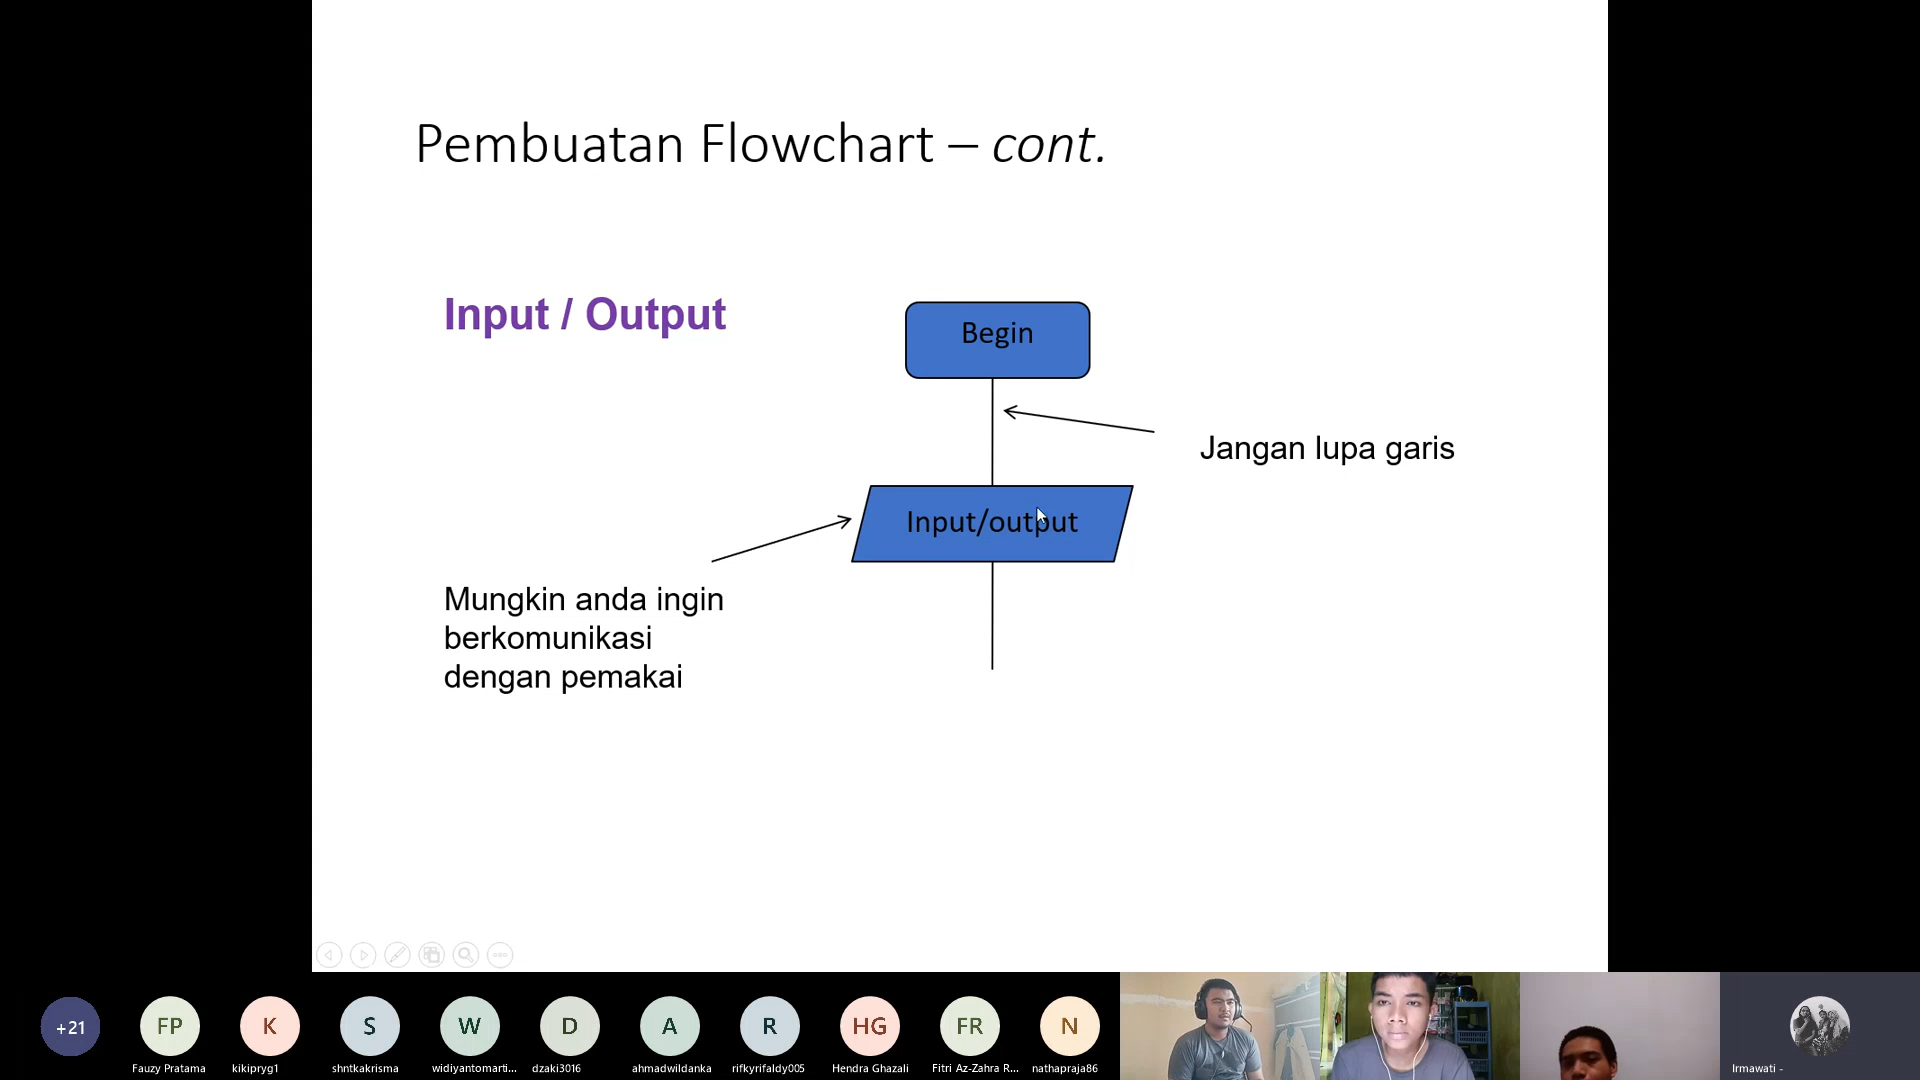 Pembuatan Flowchart – cont.
Input / Output
Begin
Jangan lupa garis
Input/output
Mungkin anda ingin
berkomunikasi
dengan pemakai
+21
FP
K
S
W
D
A
R
HG
FR
N
Fauzy Pratama
kikipryg1
shntkakrisma
widiyantomarti...
dzaki3016
ahmadwildanka
rifkyrifaldy005
Hendra Ghazali
Fitri Az-Zahra R...
nathapraja86
Irmawati -